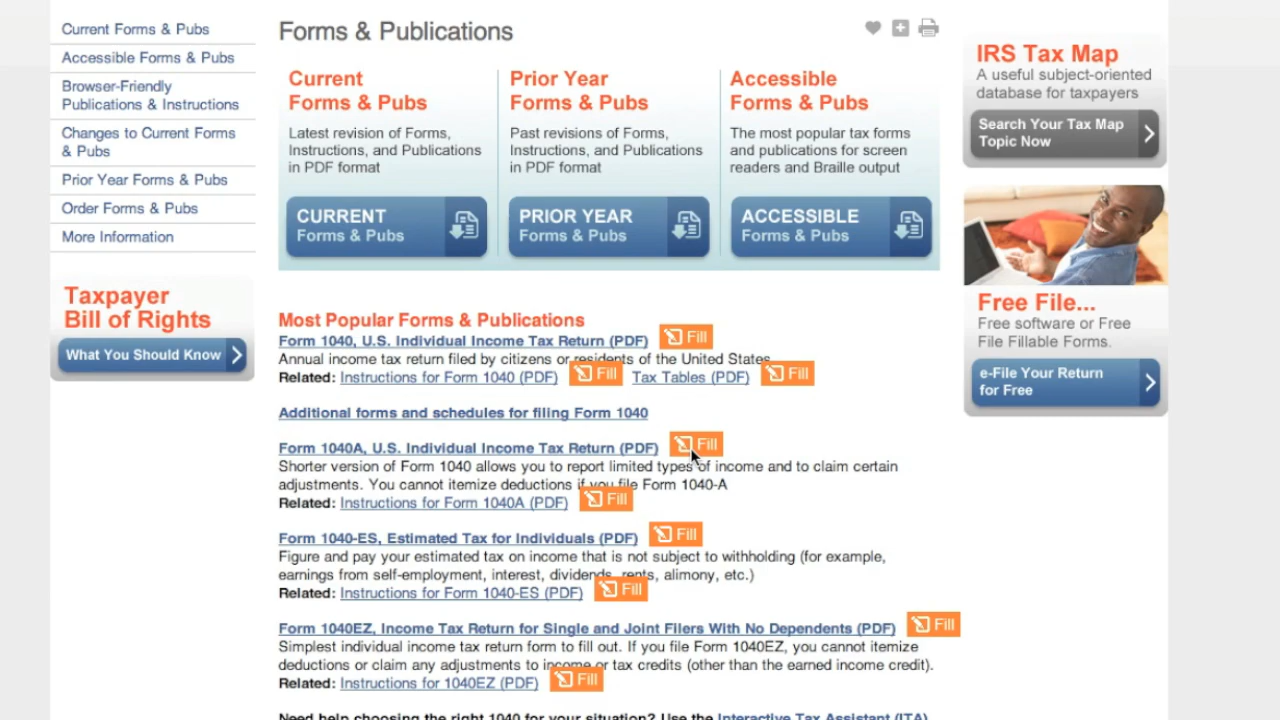 Current Forms & Pubs
Accessible Forms & Pubs
Browser-Friendly
Publications & Instructions
Changes to Current Forms
& Pubs
Prior Year Forms & Pubs
Order Forms & Pubs
More Information
Taxpayer
Bill of Rights
What You Should Know
Forms & Publications
Current
Forms & Pubs
Latest revision of Forms,
Instructions, and Publications
in PDF format
CURRENT
Forms & Pubs
Prior Year
Forms & Pubs
Past revisions of Forms,
Instructions, and Publications
in PDF format
PRIOR YEAR
Forms & Pubs
Accessible
Forms & Pubs
The most popular tax forms
and publications for screen
readers and Braille output
ACCESSIBLE
Forms & Pubs
Most Popular Forms & Publications
Form 1040, U.S. Individual Income Tax Return (PDF) Fill
Annual income tax return filed by citizens or residents of the United States
Related: Instructions for Form 1040 (PDF) Fill Tax Tables (PDF) Fill
Additional forms and schedules for filing Form 1040
Form 1040A, U.S. Individual Income Tax Return (PDF) Fill
Shorter version of Form 1040 allows you to report limited types of income and to claim certain
adjustments. You cannot itemize deductions if you file Form 1040-A
Related: Instructions for Form 1040A (PDF) Fill
Form 1040-ES, Estimated Tax for Individuals (PDF) Fill
Figure and pay your estimated tax on income that is not subject to withholding (for example,
earnings from self-employment, interest, dividends, rents, alimony, etc.)
Related: Instructions for Form 1040-ES (PDF) Fill
Form 1040EZ, Income Tax Return for Single and Joint Filers With No Dependents (PDF) Fill
Simplest individual income tax return form to fill out. If you file Form 1040EZ, you cannot itemize
deductions or claim any adjustments to income or tax credits (other than the earned income credit).
Related: Instructions for 1040EZ (PDF) Fill
Need help choosing the right 1040 for your situation? Use the Interactive Tax Assistant (ITA)
IRS Tax Map
A useful subject-oriented
database for taxpayers
Search Your Tax Map
Topic Now
Free File...
Free software or Free
File Fillable Forms.
e-File Your Return
for Free